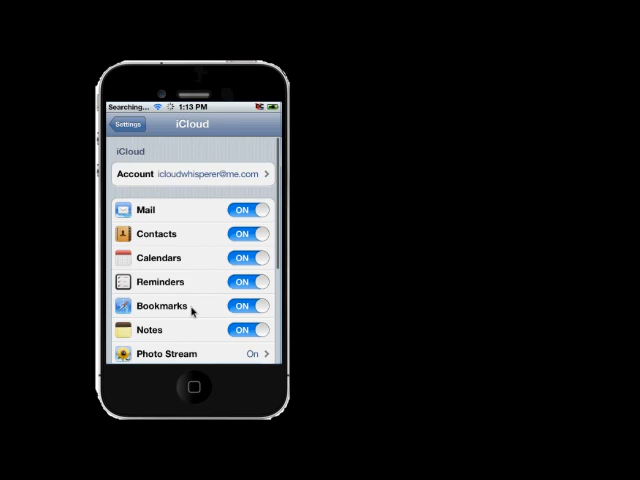 Searching... 1:13 PM
Settings iCloud
iCloud
Account icloudwhisperer@me.com
Mail ON
Contacts ON
Calendars ON
Reminders ON
Bookmarks ON
Notes ON
Photo Stream On